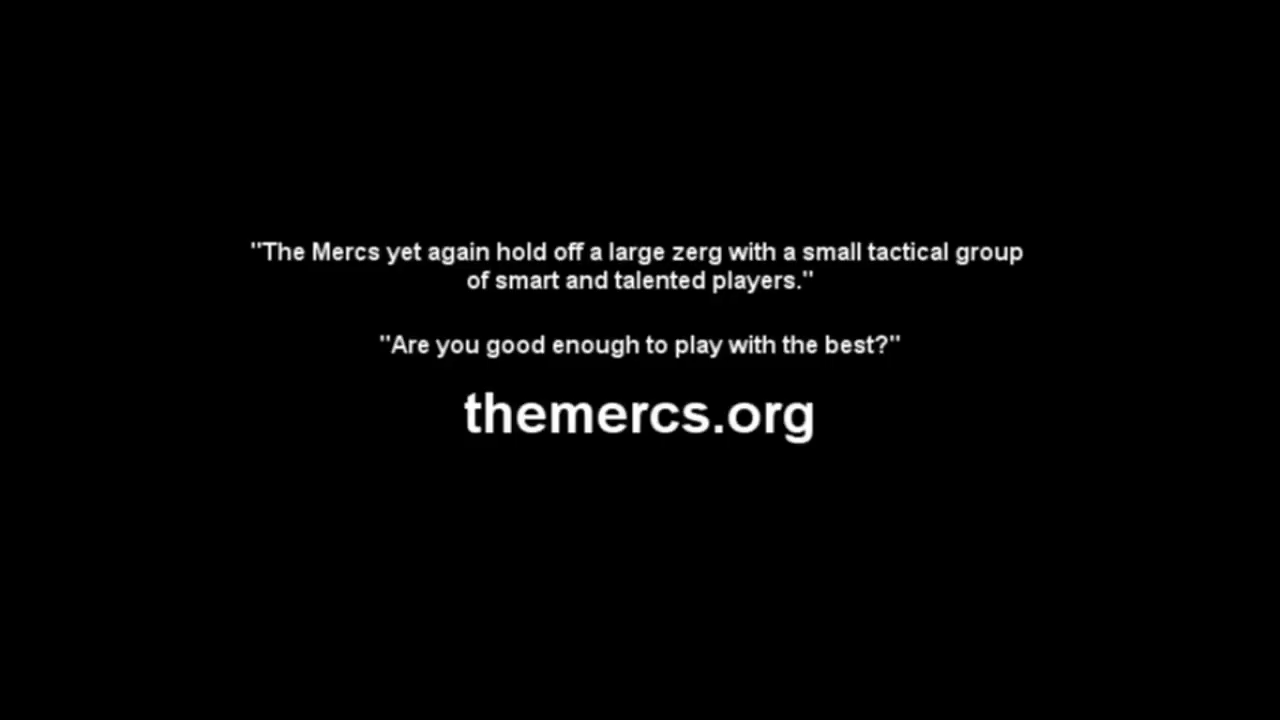 "The Mercs yet again hold off a large zerg with a small tactical group
of smart and talented players."
"Are you good enough to play with the best?"
themercs.org